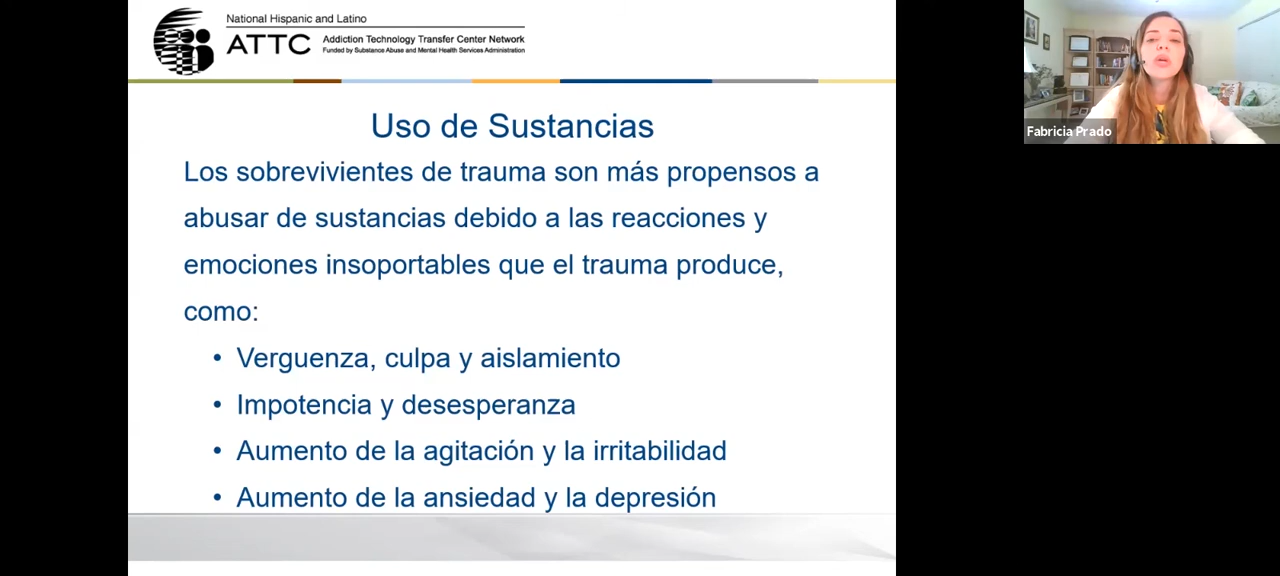 National Hispanic and Latino
ATTC
Addiction Technology Transfer Center Network
Funded by Substance Abuse and Mental Health Services Administration
Uso de Sustancias
Los sobrevivientes de trauma son más propensos a
abusar de sustancias debido a las reacciones y
emociones insoportables que el trauma produce,
como:
• Verguenza, culpa y aislamiento
• Impotencia y desesperanza
• Aumento de la agitación y la irritabilidad
• Aumento de la ansiedad y la depresión
Fabricia Prado